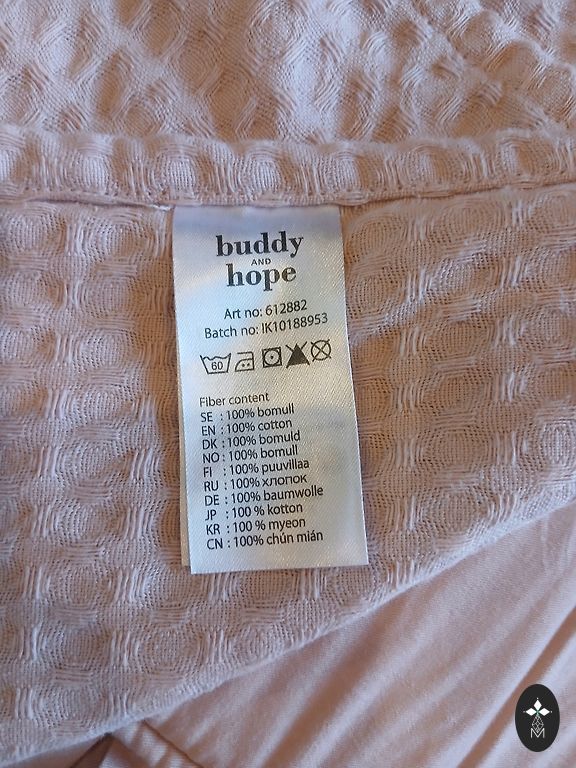 buddy
AND
hope
Art no: 612882
Batch no: IK10188953
60
Fiber content
SE : 100% bomull
EN : 100% cotton
DK : 100% bomuld
NO : 100% bomull
FI : 100% puuvillaa
RU : 100% хлопок
DE : 100% baumwolle
JP : 100 % kotton
KR : 100 % myeon
CN : 100% chún mián
M